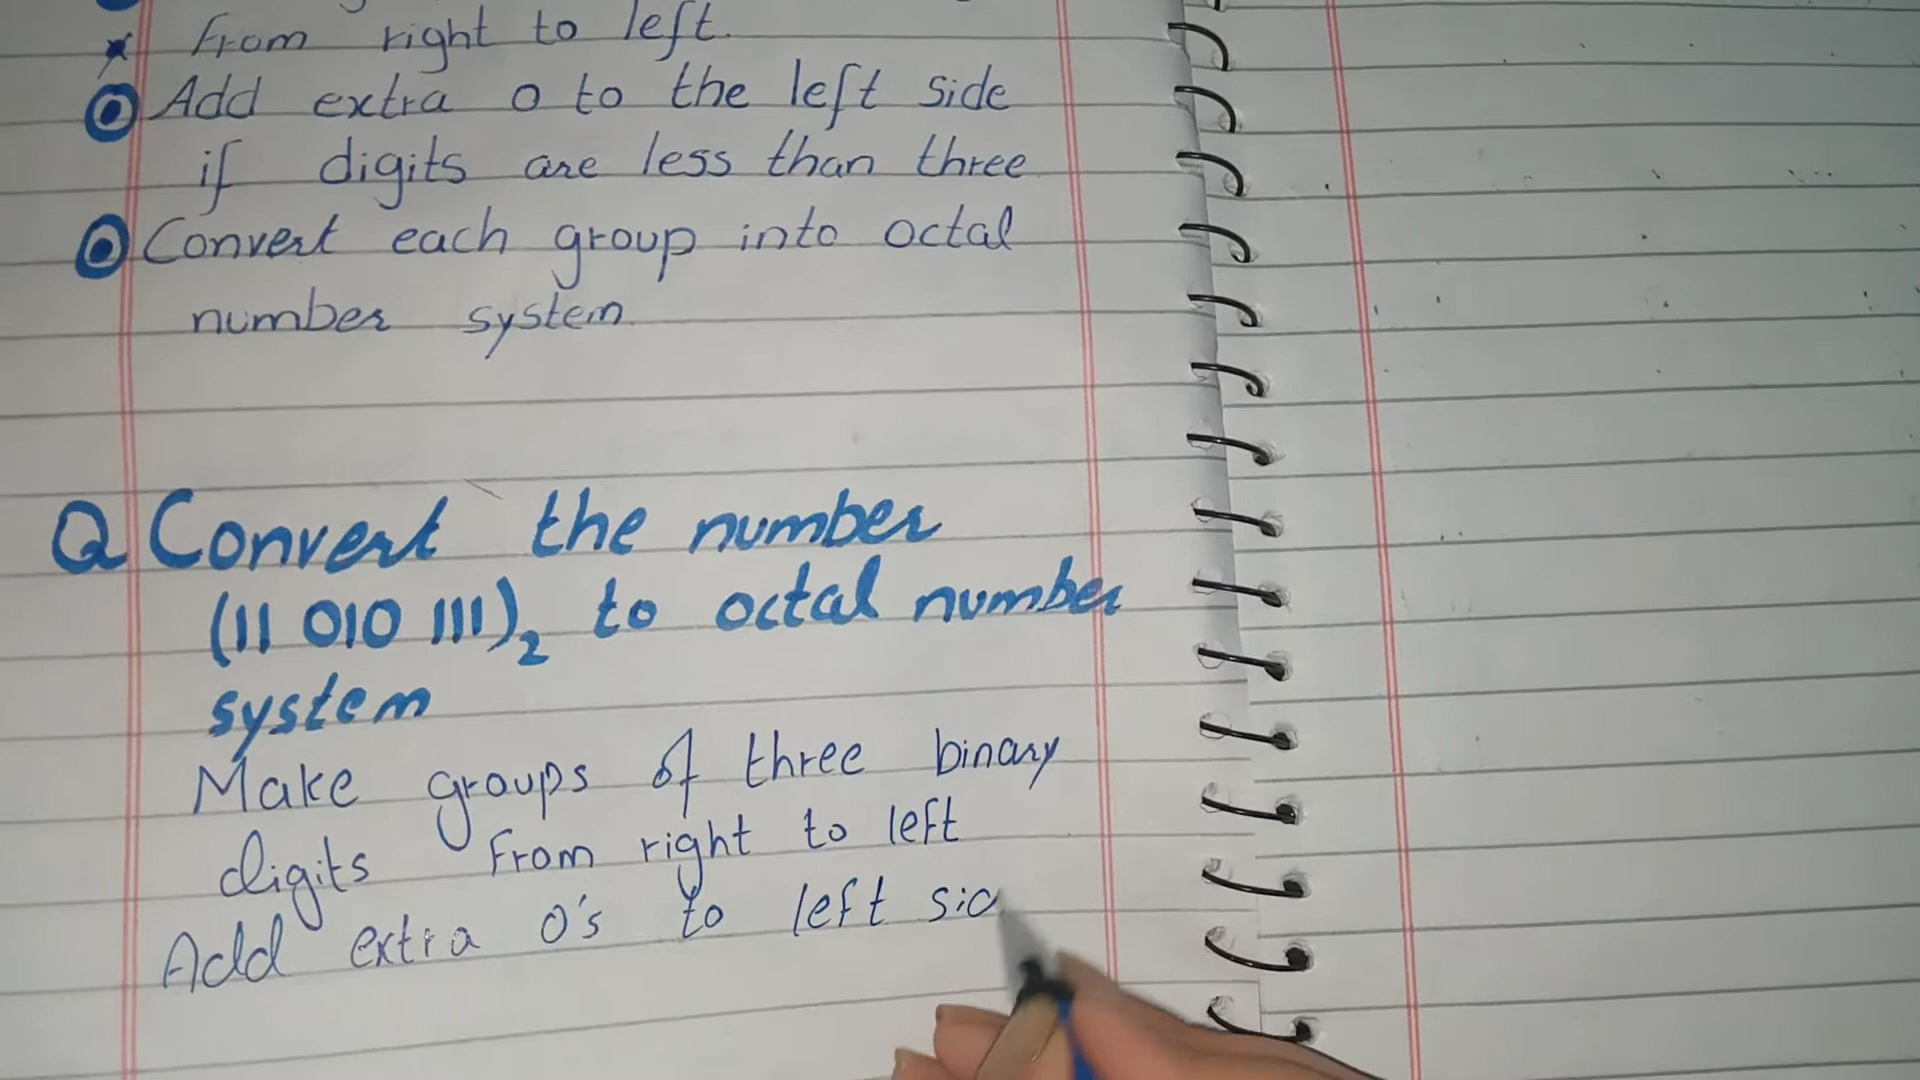 From right to left.
Add extra 0 to the left side
if digits are less than three
Convert each group into octal
number system
Q Convert the number
(11 010 111)2 to octal number
system
Make groups of three binary
digits From right to left
Add extra 0's to left sid